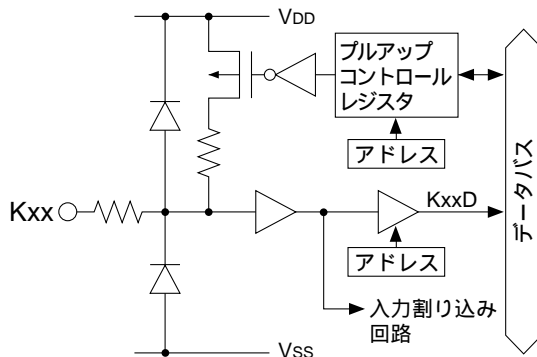 VDD
プルアップ
コントロール
レジスタ
アドレス
Kxx
KxxD
アドレス
データバス
入力割り込み
回路
VSS